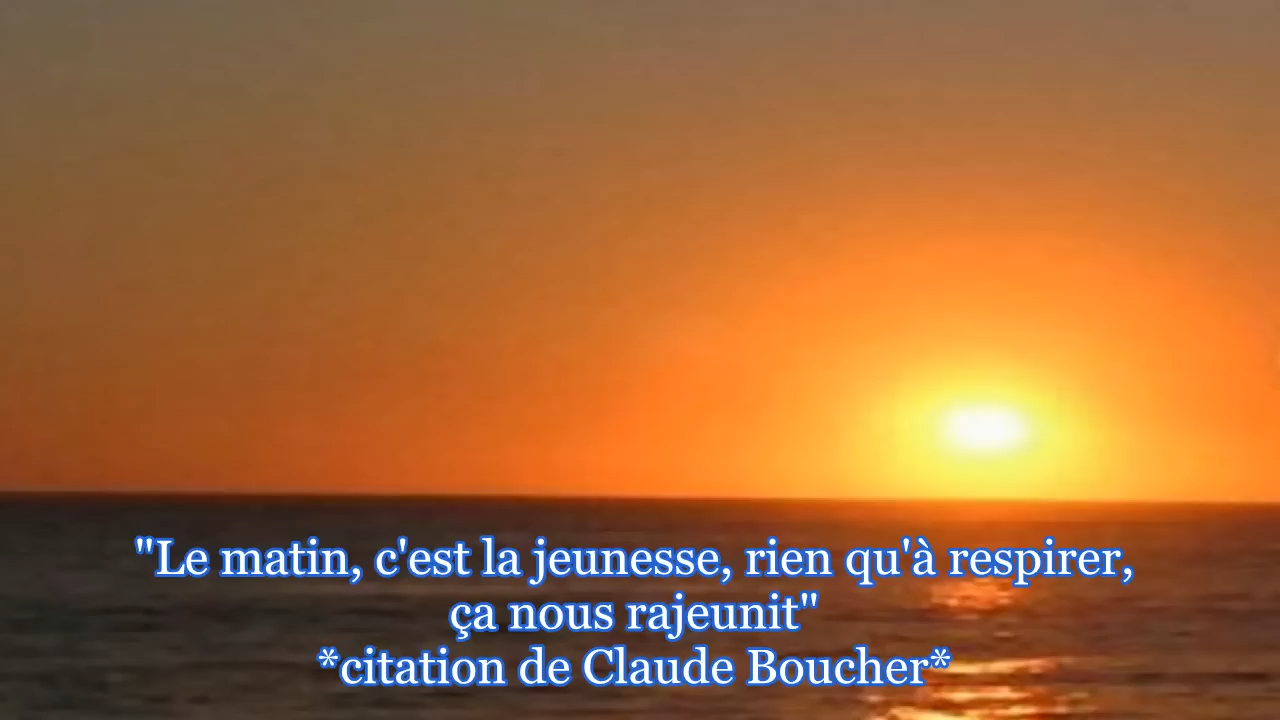 "Le matin, c'est la jeunesse, rien qu'à respirer,
ça nous rajeunit"
*citation de Claude Boucher*